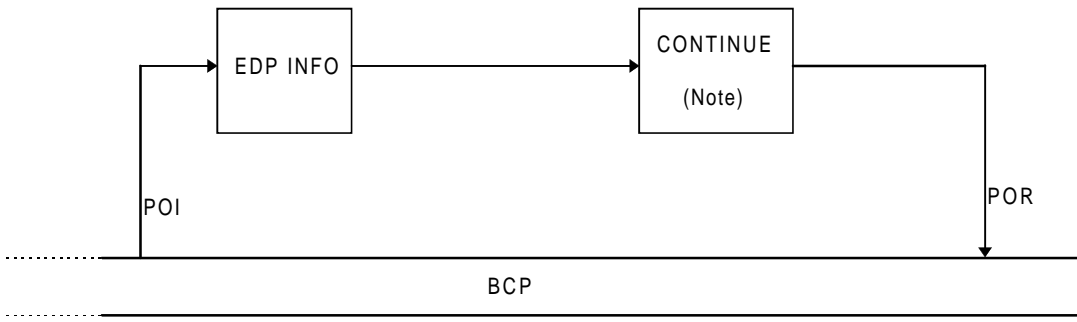 EDP INFO
CONTINUE
(Note)
POI
POR
BCP